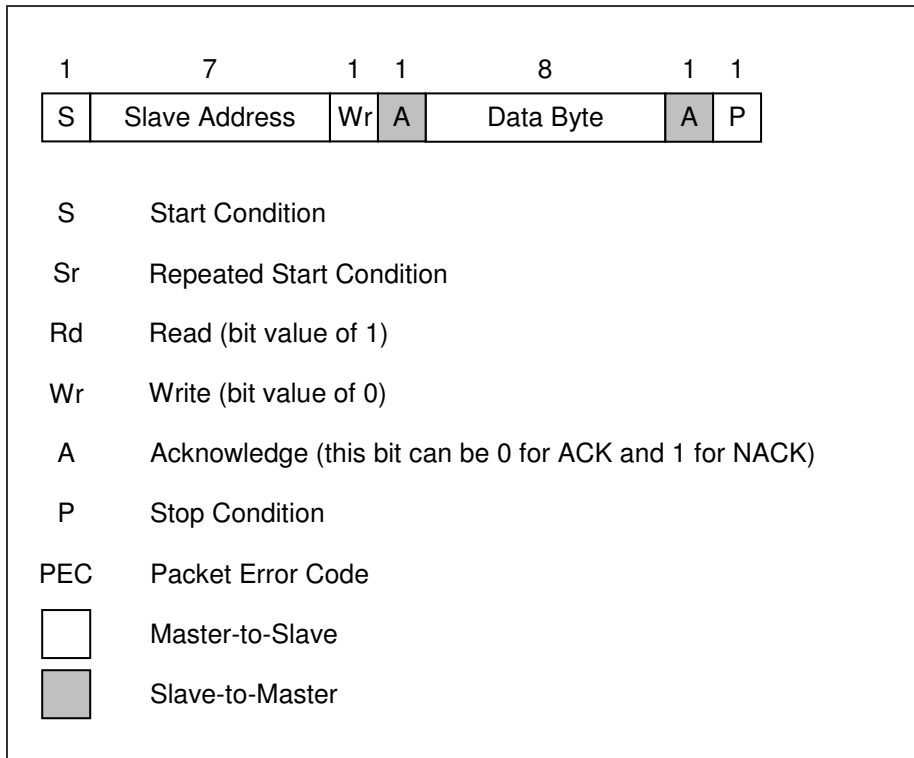 1 7 1 1 8 1 1
S Slave Address Wr A Data Byte A P
S Start Condition
Sr Repeated Start Condition
Rd Read (bit value of 1)
Wr Write (bit value of 0)
A Acknowledge (this bit can be 0 for ACK and 1 for NACK)
P Stop Condition
PEC Packet Error Code
Master-to-Slave
Slave-to-Master